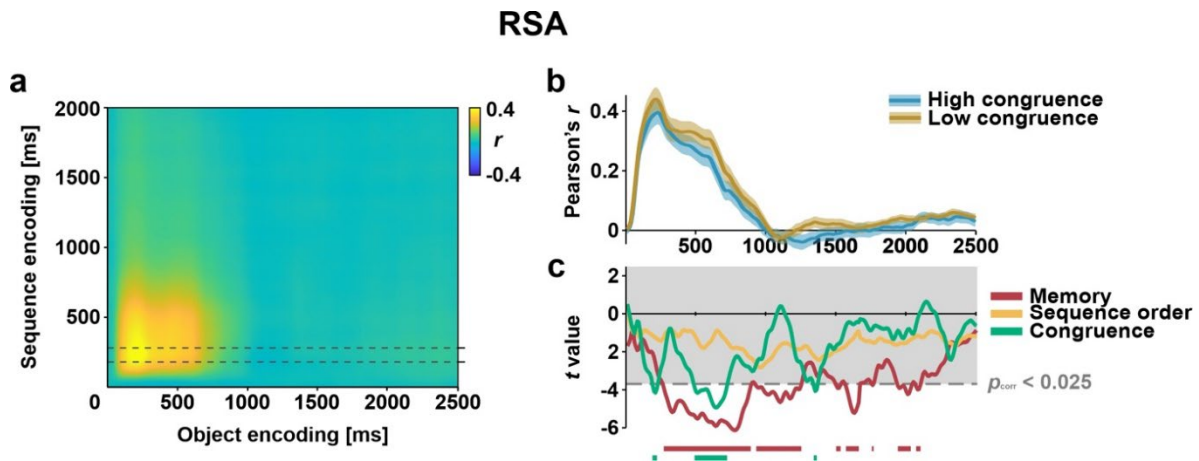 RSA
a
2000
1500
1000
500
0
500
1000
1500
2000
2500
Sequence encoding [ms]
Object encoding [ms]
0.4
r
-0.4
b
High congruence
Low congruence
0.4
0.2
0
Pearson's r
500
1000
1500
2000
2500
c
2
0
2
-4
-6
t value
Memory
Sequence order
Congruence
pcorr < 0.025